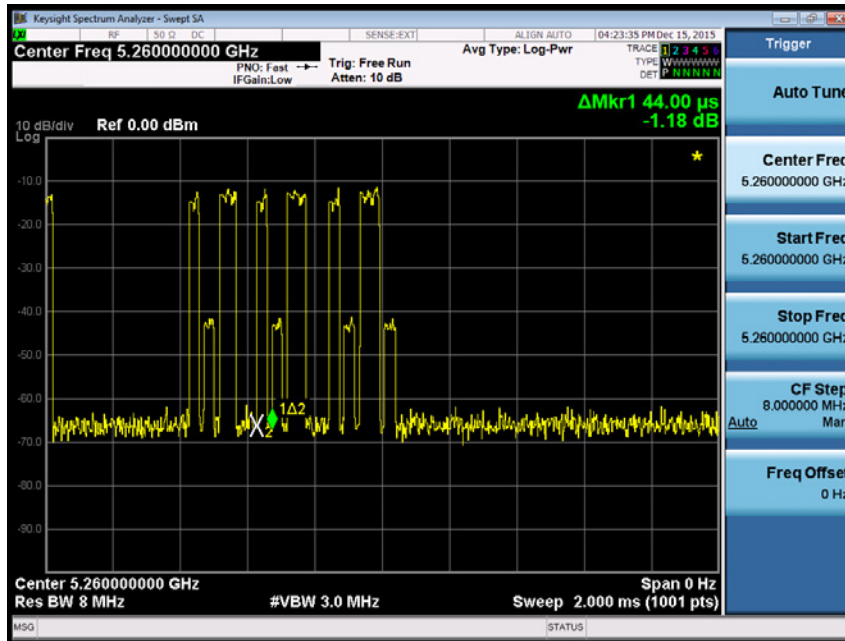 Keysight Spectrum Analyzer - Swept SA
RF 50 Ω DC SENSE:EXT ALIGN AUTO 04:23:35 PM Dec 15, 2015
Center Freq 5.260000000 GHz
PNO: Fast
IFGain:Low
Trig: Free Run
Atten: 10 dB
Avg Type: Log-Pwr
TRACE 1 2 3 4 5 6
TYPE WWWWWW
DET P N N N N N
ΔMkr1 44.00 µs
-1.18 dB
10 dB/div Ref 0.00 dBm
Log
-10.0
-20.0
-30.0
-40.0
-50.0
-60.0
-70.0
-80.0
-90.0
1Δ2
X2
*
Center 5.260000000 GHz
Span 0 Hz
Res BW 8 MHz #VBW 3.0 MHz Sweep 2.000 ms (1001 pts)
MSG STATUS
Trigger
Auto Tune
Center Freq
5.260000000 GHz
Start Freq
5.260000000 GHz
Stop Freq
5.260000000 GHz
CF Step
8.000000 MHz
Auto Man
Freq Offset
0 Hz